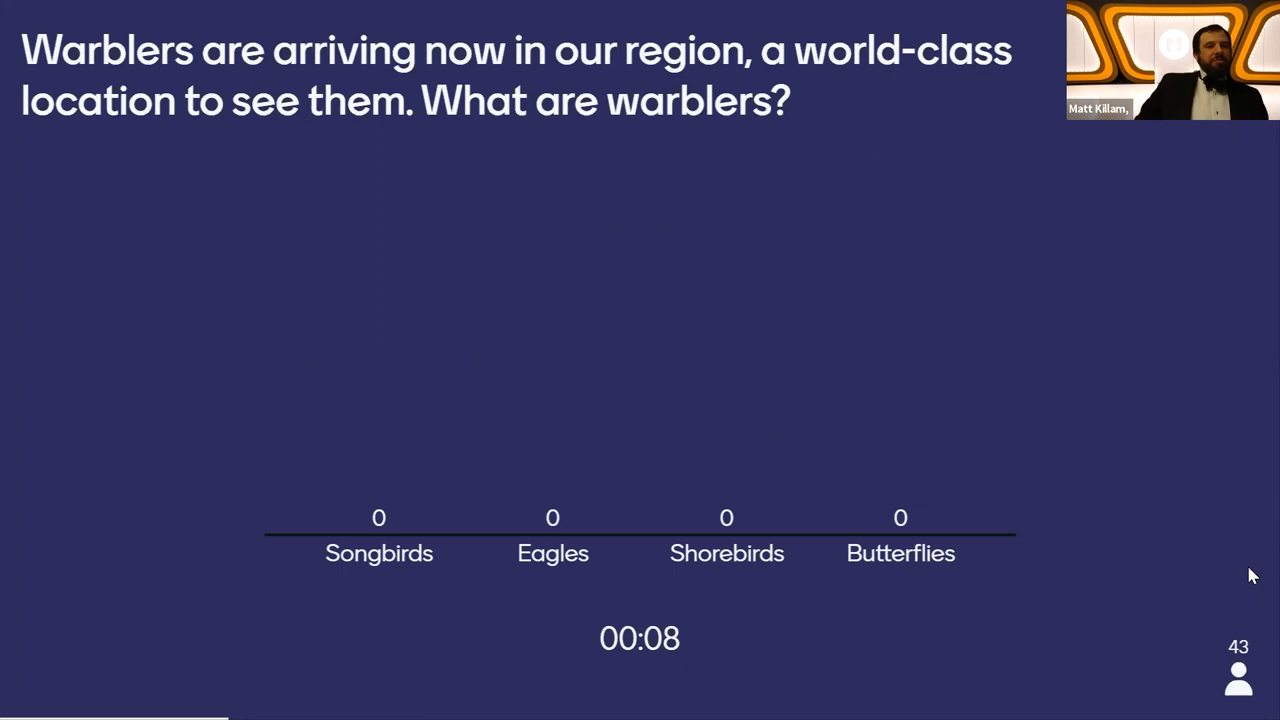 Warblers are arriving now in our region, a world-class
location to see them. What are warblers?
Matt Killam,
0 0 0 0
Songbirds Eagles Shorebirds Butterflies
00:08
43